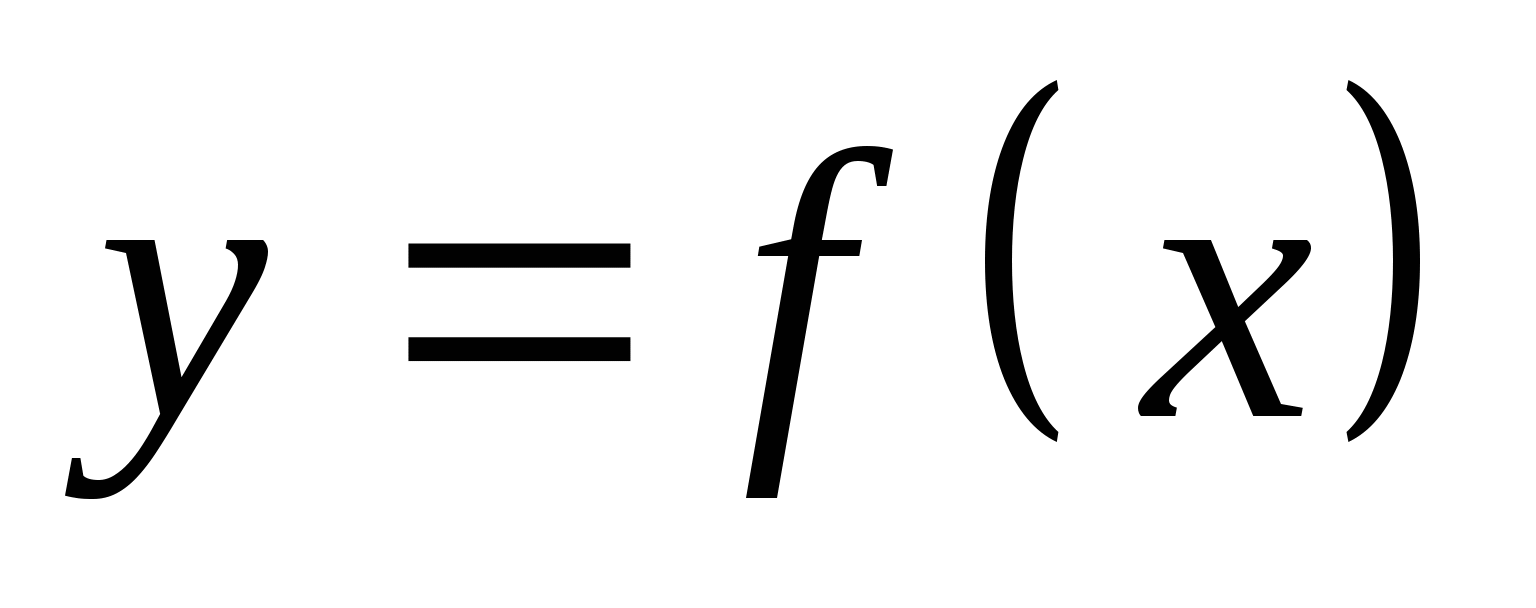 y = f(x)